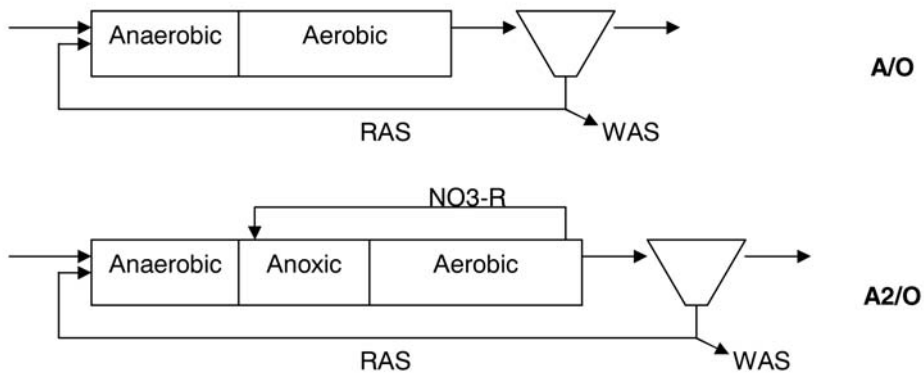 Anaerobic Aerobic
A/O
RAS WAS
NO3-R
Anaerobic Anoxic Aerobic
A2/O
RAS WAS